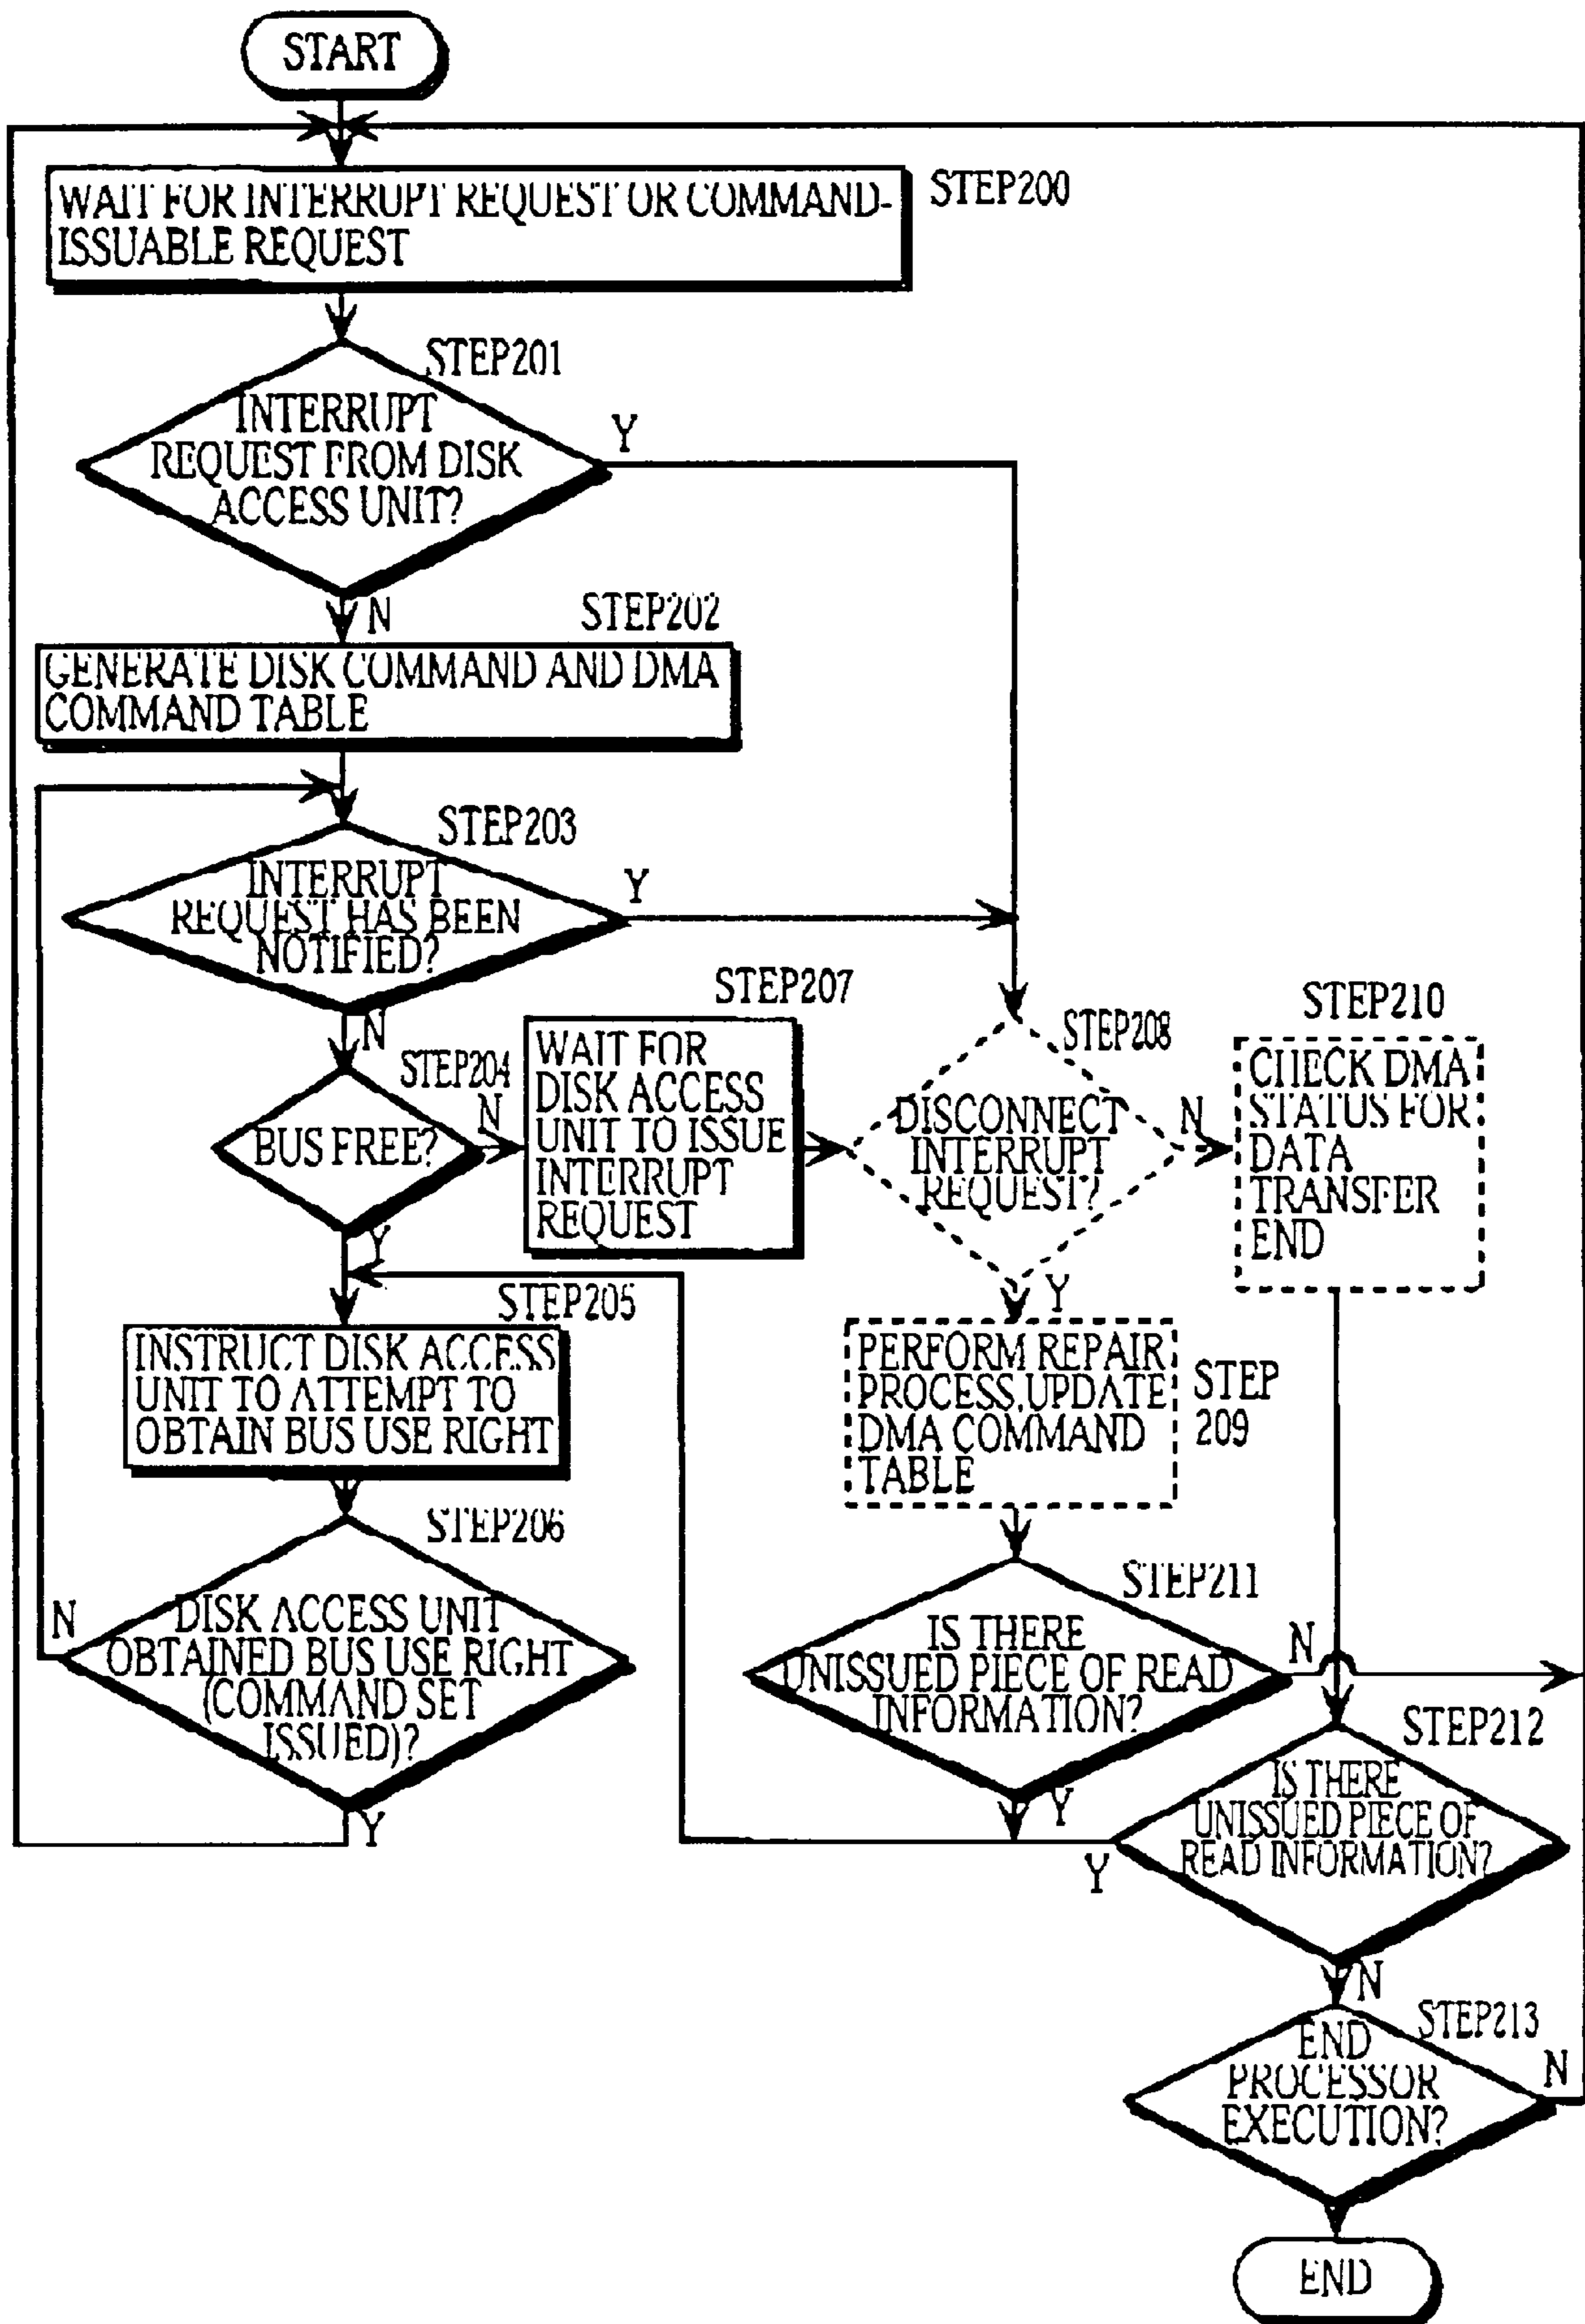 START
WAIT FOR INTERRUPT REQUEST OR COMMAND-
ISSUABLE REQUEST
STEP200
STEP201
INTERRUPT
REQUEST FROM DISK
ACCESS UNIT?
Y
N
STEP202
GENERATE DISK COMMAND AND DMA
COMMAND TABLE
STEP203
INTERRUPT
REQUEST HAS BEEN
NOTIFIED?
Y
N
STEP204
BUS FREE?
N
Y
STEP207
WAIT FOR
DISK ACCESS
UNIT TO ISSUE
INTERRUPT
REQUEST
STEP208
DISCONNECT
INTERRUPT
REQUEST?
N
Y
STEP210
CHECK DMA
STATUS FOR
DATA
TRANSFER
END
STEP205
INSTRUCT DISK ACCESS
UNIT TO ATTEMPT TO
OBTAIN BUS USE RIGHT
PERFORM REPAIR
PROCESS,UPDATE
DMA COMMAND
TABLE
STEP
209
STEP206
DISK ACCESS UNIT
OBTAINED BUS USE RIGHT
(COMMAND SET
ISSUED)?
N
Y
STEP211
IS THERE
UNISSUED PIECE OF READ
INFORMATION?
N
Y
STEP212
IS THERE
UNISSUED PIECE OF
READ INFORMATION?
Y
N
STEP213
END
PROCESSOR
EXECUTION?
N
END